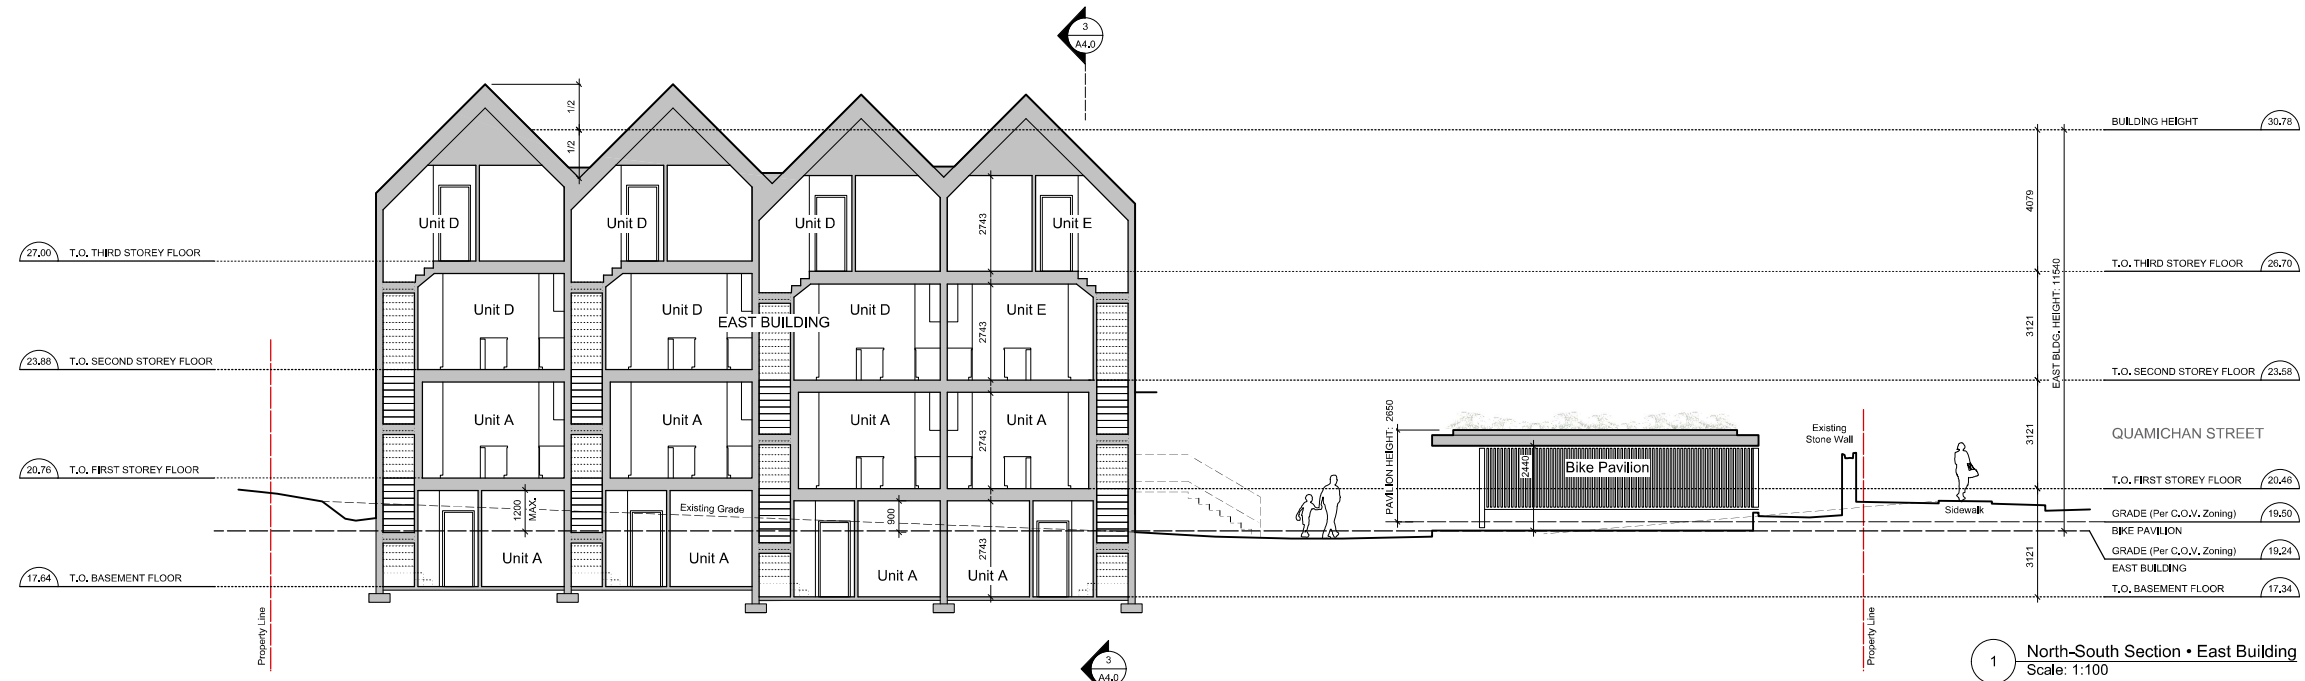 3
A4.0
1/2
1/2
BUILDING HEIGHT
30.78
4079
Unit D
Unit D
Unit D
2743
Unit E
27.00
T.O. THIRD STOREY FLOOR
T.O. THIRD STOREY FLOOR
26.70
EAST BLDG. HEIGHT: 11540
Unit D
Unit D
Unit D
2743
Unit E
3121
EAST BUILDING
23.88
T.O. SECOND STOREY FLOOR
T.O. SECOND STOREY FLOOR
23.58
Unit A
Unit A
Unit A
2743
Unit A
PAVILION HEIGHT: 2650
Existing
Stone Wall
3121
QUAMICHAN STREET
2440
Bike Pavilion
20.76
T.O. FIRST STOREY FLOOR
T.O. FIRST STOREY FLOOR
20.46
1200
MAX.
Existing Grade
900
Sidewalk
GRADE (Per C.O.V. Zoning)
19.50
BIKE PAVILION
Unit A
Unit A
2743
3121
GRADE (Per C.O.V. Zoning)
19.24
EAST BUILDING
Unit A
Unit A
17.64
T.O. BASEMENT FLOOR
T.O. BASEMENT FLOOR
17.34
Property Line
Property Line
3
A4.0
1
North-South Section • East Building
Scale: 1:100